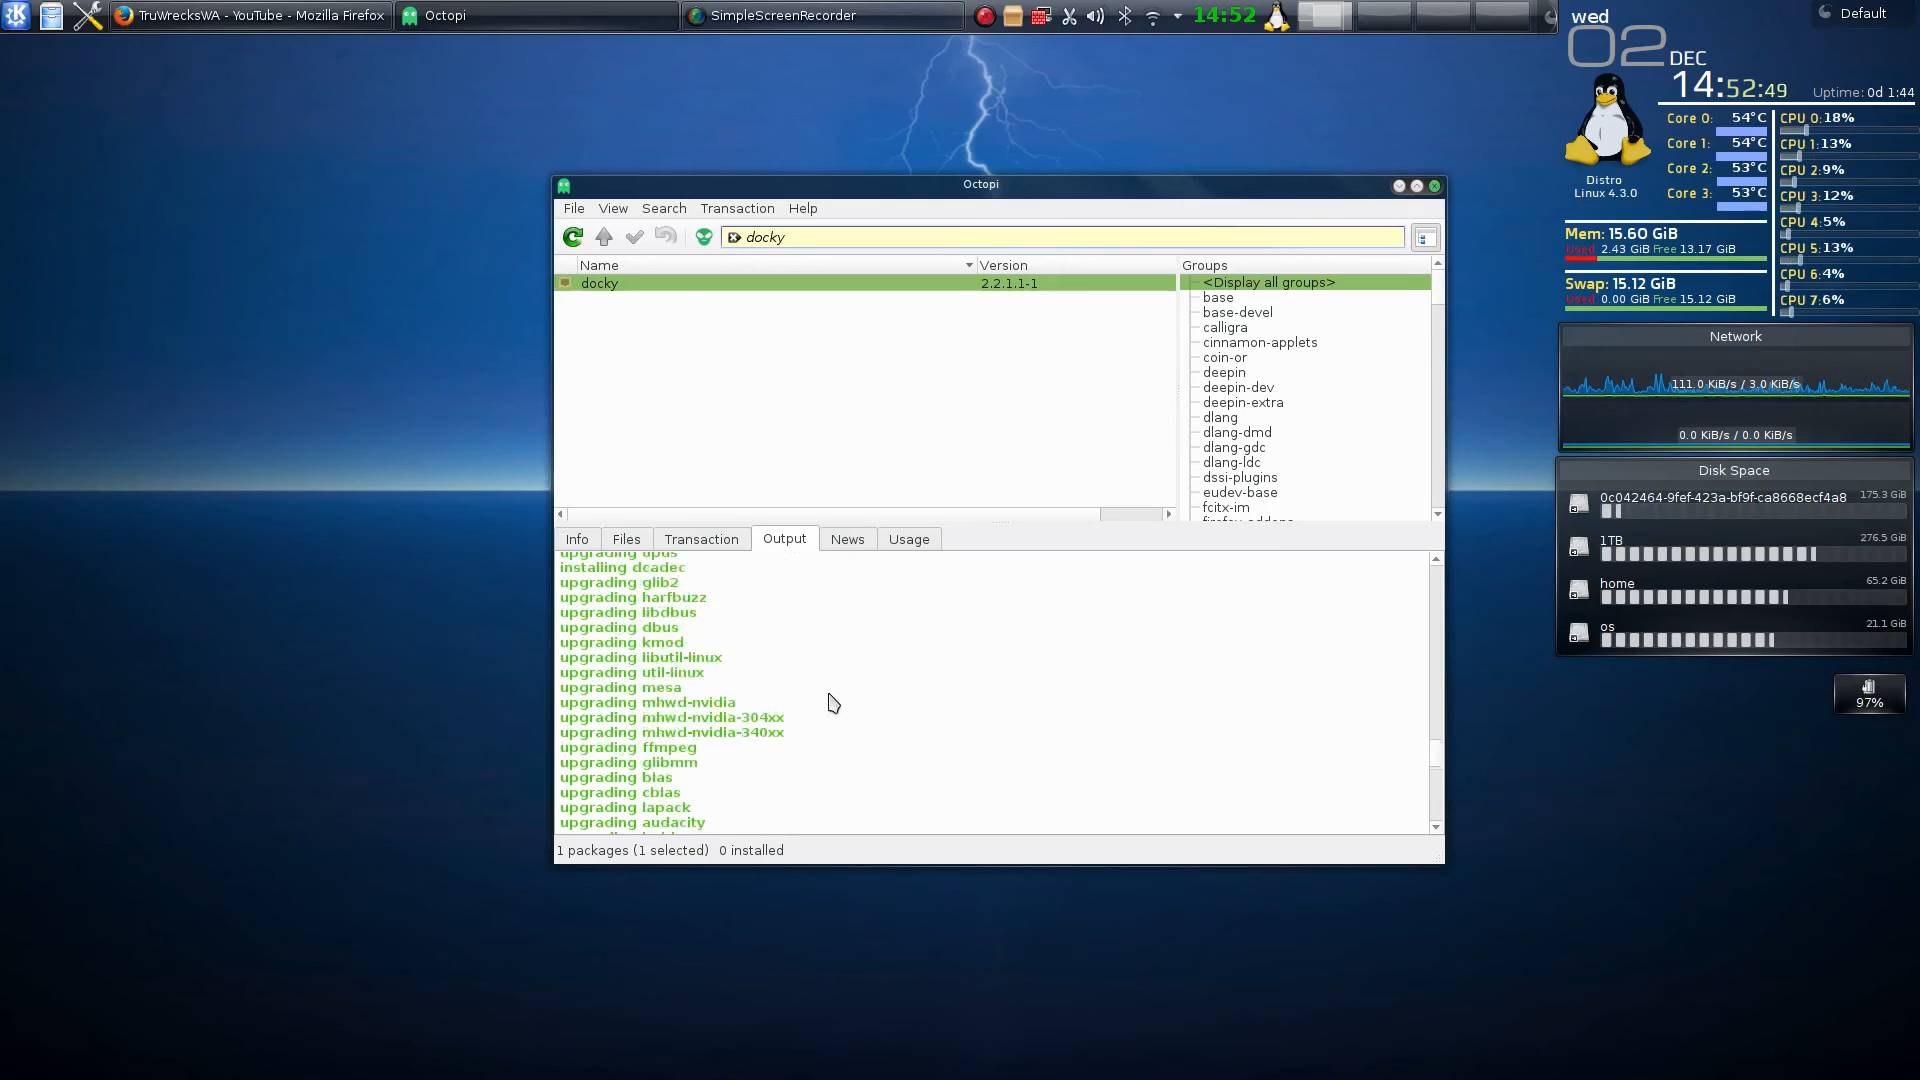 TruWrecksWA - YouTube - Mozilla Firefox
Octopi
SimpleScreenRecorder
14:52
Default
wed
02 DEC
14:52:49
Uptime: 0d 1:44
Distro
Linux 4.3.0
Core 0: 54°C
Core 1: 54°C
Core 2: 53°C
Core 3: 53°C
CPU 0:18%
CPU 1:13%
CPU 2:9%
CPU 3:12%
CPU 4:5%
CPU 5:13%
CPU 6:4%
CPU 7:6%
Mem: 15.60 GiB
Used 2.43 GiB Free 13.17 GiB
Swap: 15.12 GiB
Used 0.00 GiB Free 15.12 GiB
Network
111.0 KiB/s / 3.0 KiB/s
0.0 KiB/s / 0.0 KiB/s
Disk Space
0c042464-9fef-423a-bf9f-ca8668ecf4a8 175.3 GiB
1TB 276.5 GiB
home 65.2 GiB
os 21.1 GiB
97%
Octopi
File View Search Transaction Help
docky
Name Version
docky 2.2.1.1-1
Groups
<Display all groups>
base
base-devel
calligra
cinnamon-applets
coin-or
deepin
deepin-dev
deepin-extra
dlang
dlang-dmd
dlang-gdc
dlang-ldc
dssi-plugins
eudev-base
fcitx-im
Info Files Transaction Output News Usage
upgrading opus
installing dcadec
upgrading glib2
upgrading harfbuzz
upgrading libdbus
upgrading dbus
upgrading kmod
upgrading libutil-linux
upgrading util-linux
upgrading mesa
upgrading mhwd-nvidia
upgrading mhwd-nvidia-304xx
upgrading mhwd-nvidia-340xx
upgrading ffmpeg
upgrading glibmm
upgrading blas
upgrading cblas
upgrading lapack
upgrading audacity
1 packages (1 selected) 0 installed